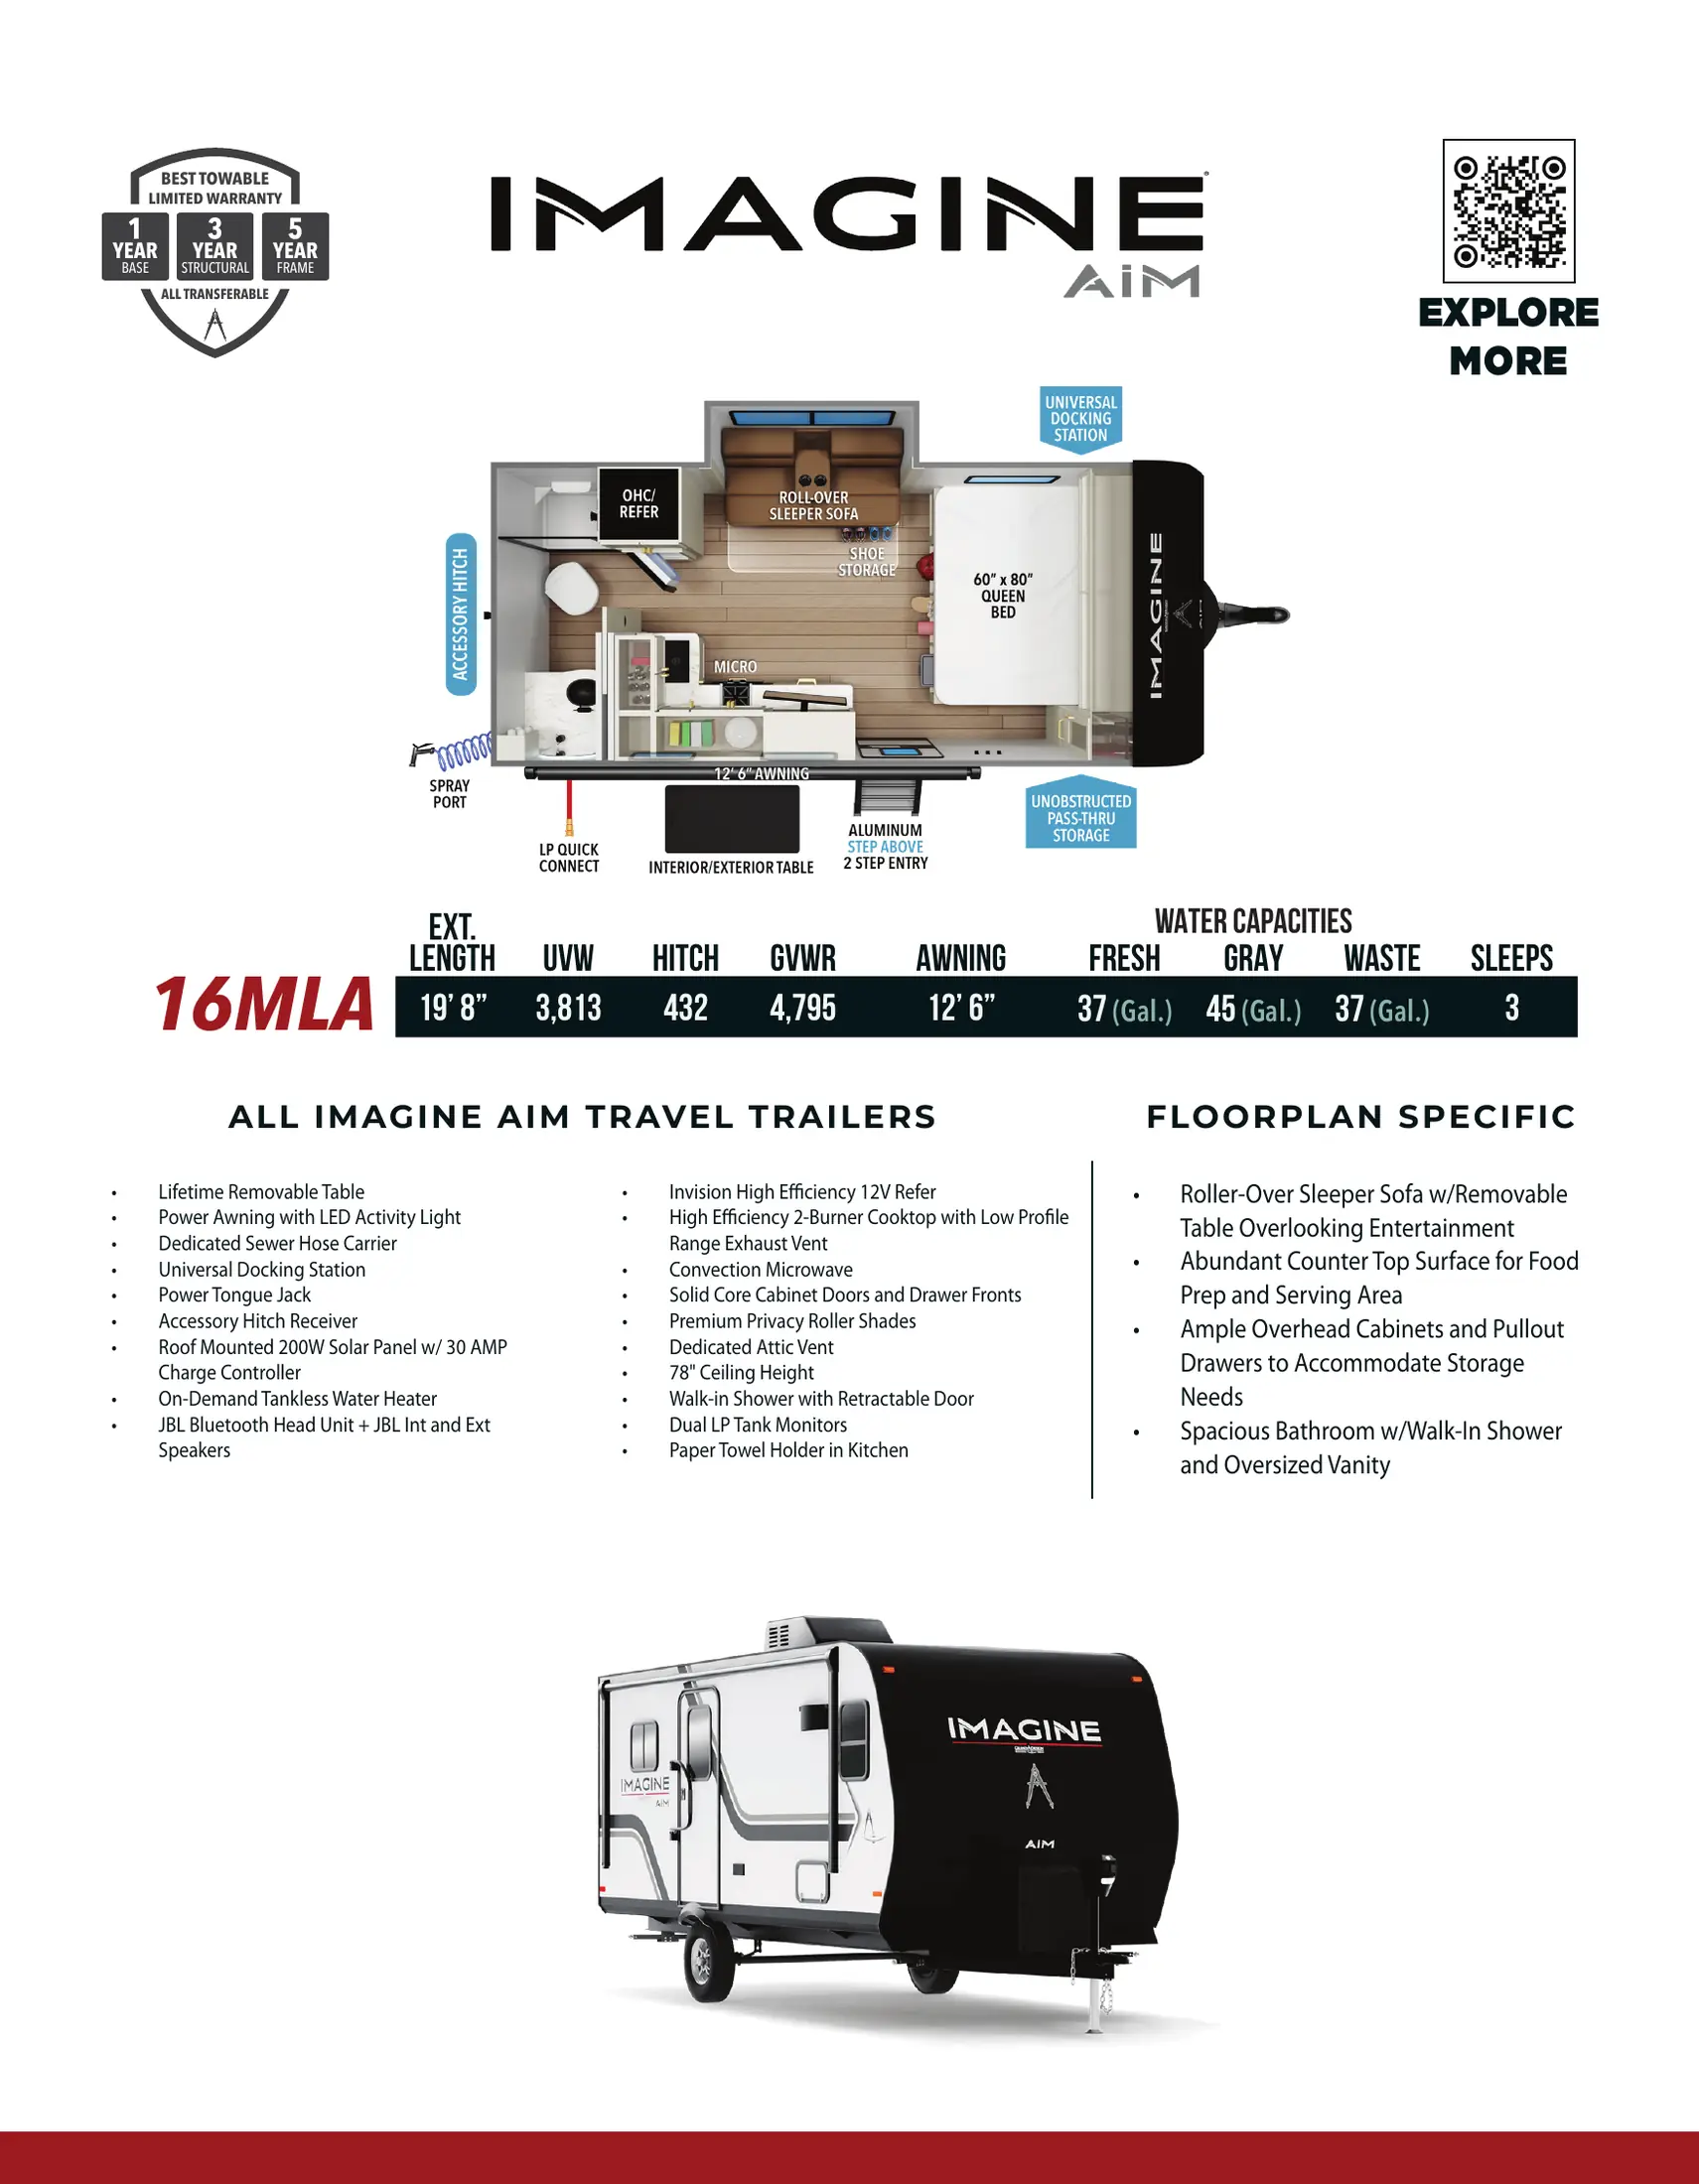 BEST TOWABLE
LIMITED WARRANTY
1 YEAR BASE
3 YEAR STRUCTURAL
5 YEAR FRAME
ALL TRANSFERABLE
IMAGINE®
AiM
EXPLORE
MORE
UNIVERSAL
DOCKING
STATION
ACCESSORY HITCH
OHC/
REFER
ROLL-OVER
SLEEPER SOFA
SHOE
STORAGE
60" x 80"
QUEEN
BED
MICRO
IMAGINE
AiM
SPRAY
PORT
12' 6" AWNING
LP QUICK
CONNECT
INTERIOR/EXTERIOR TABLE
ALUMINUM
STEP ABOVE
2 STEP ENTRY
UNOBSTRUCTED
PASS-THRU
STORAGE
WATER CAPACITIES
EXT.
LENGTH UVW HITCH GVWR AWNING FRESH GRAY WASTE SLEEPS
16MLA 19’ 8” 3,813 432 4,795 12’ 6” 37 (Gal.) 45 (Gal.) 37 (Gal.) 3
ALL IMAGINE AIM TRAVEL TRAILERS
• Lifetime Removable Table
• Power Awning with LED Activity Light
• Dedicated Sewer Hose Carrier
• Universal Docking Station
• Power Tongue Jack
• Accessory Hitch Receiver
• Roof Mounted 200W Solar Panel w/ 30 AMP
Charge Controller
• On-Demand Tankless Water Heater
• JBL Bluetooth Head Unit + JBL Int and Ext
Speakers
• Invision High Efficiency 12V Refer
• High Efficiency 2-Burner Cooktop with Low Profile
Range Exhaust Vent
• Convection Microwave
• Solid Core Cabinet Doors and Drawer Fronts
• Premium Privacy Roller Shades
• Dedicated Attic Vent
• 78" Ceiling Height
• Walk-in Shower with Retractable Door
• Dual LP Tank Monitors
• Paper Towel Holder in Kitchen
FLOORPLAN SPECIFIC
• Roller-Over Sleeper Sofa w/Removable
Table Overlooking Entertainment
• Abundant Counter Top Surface for Food
Prep and Serving Area
• Ample Overhead Cabinets and Pullout
Drawers to Accommodate Storage
Needs
• Spacious Bathroom w/Walk-In Shower
and Oversized Vanity
IMAGINE
AiM
IMAGINE
AiM